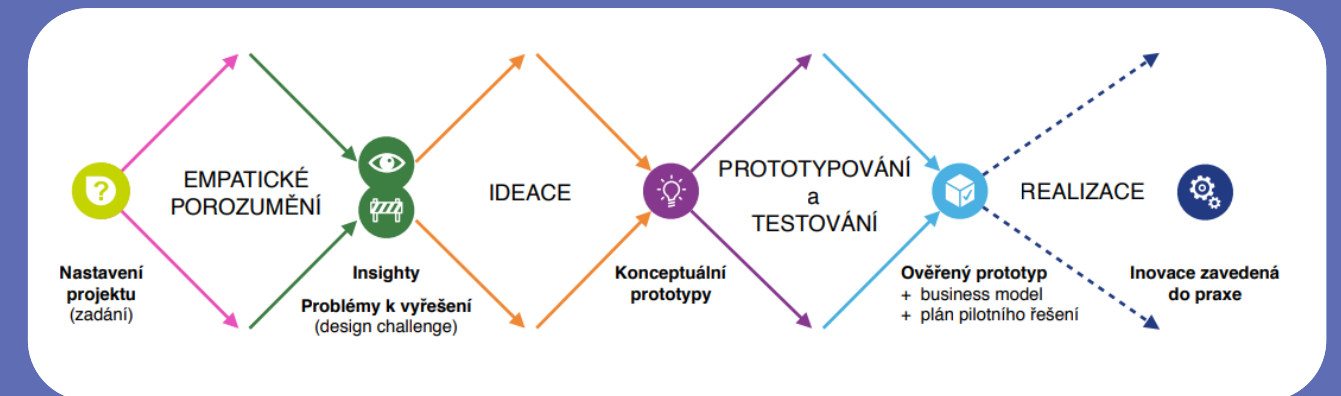 EMPATICKÉ
POROZUMĚNÍ
IDEACE
PROTOTYPOVÁNÍ
a
TESTOVÁNÍ
REALIZACE
?
Nastavení
projektu
(zadání)
Insighty
Problémy k vyřešení
(design challenge)
Konceptuální
prototypy
Ověřený prototyp
+ business model
+ plán pilotního řešení
Inovace zavedená
do praxe